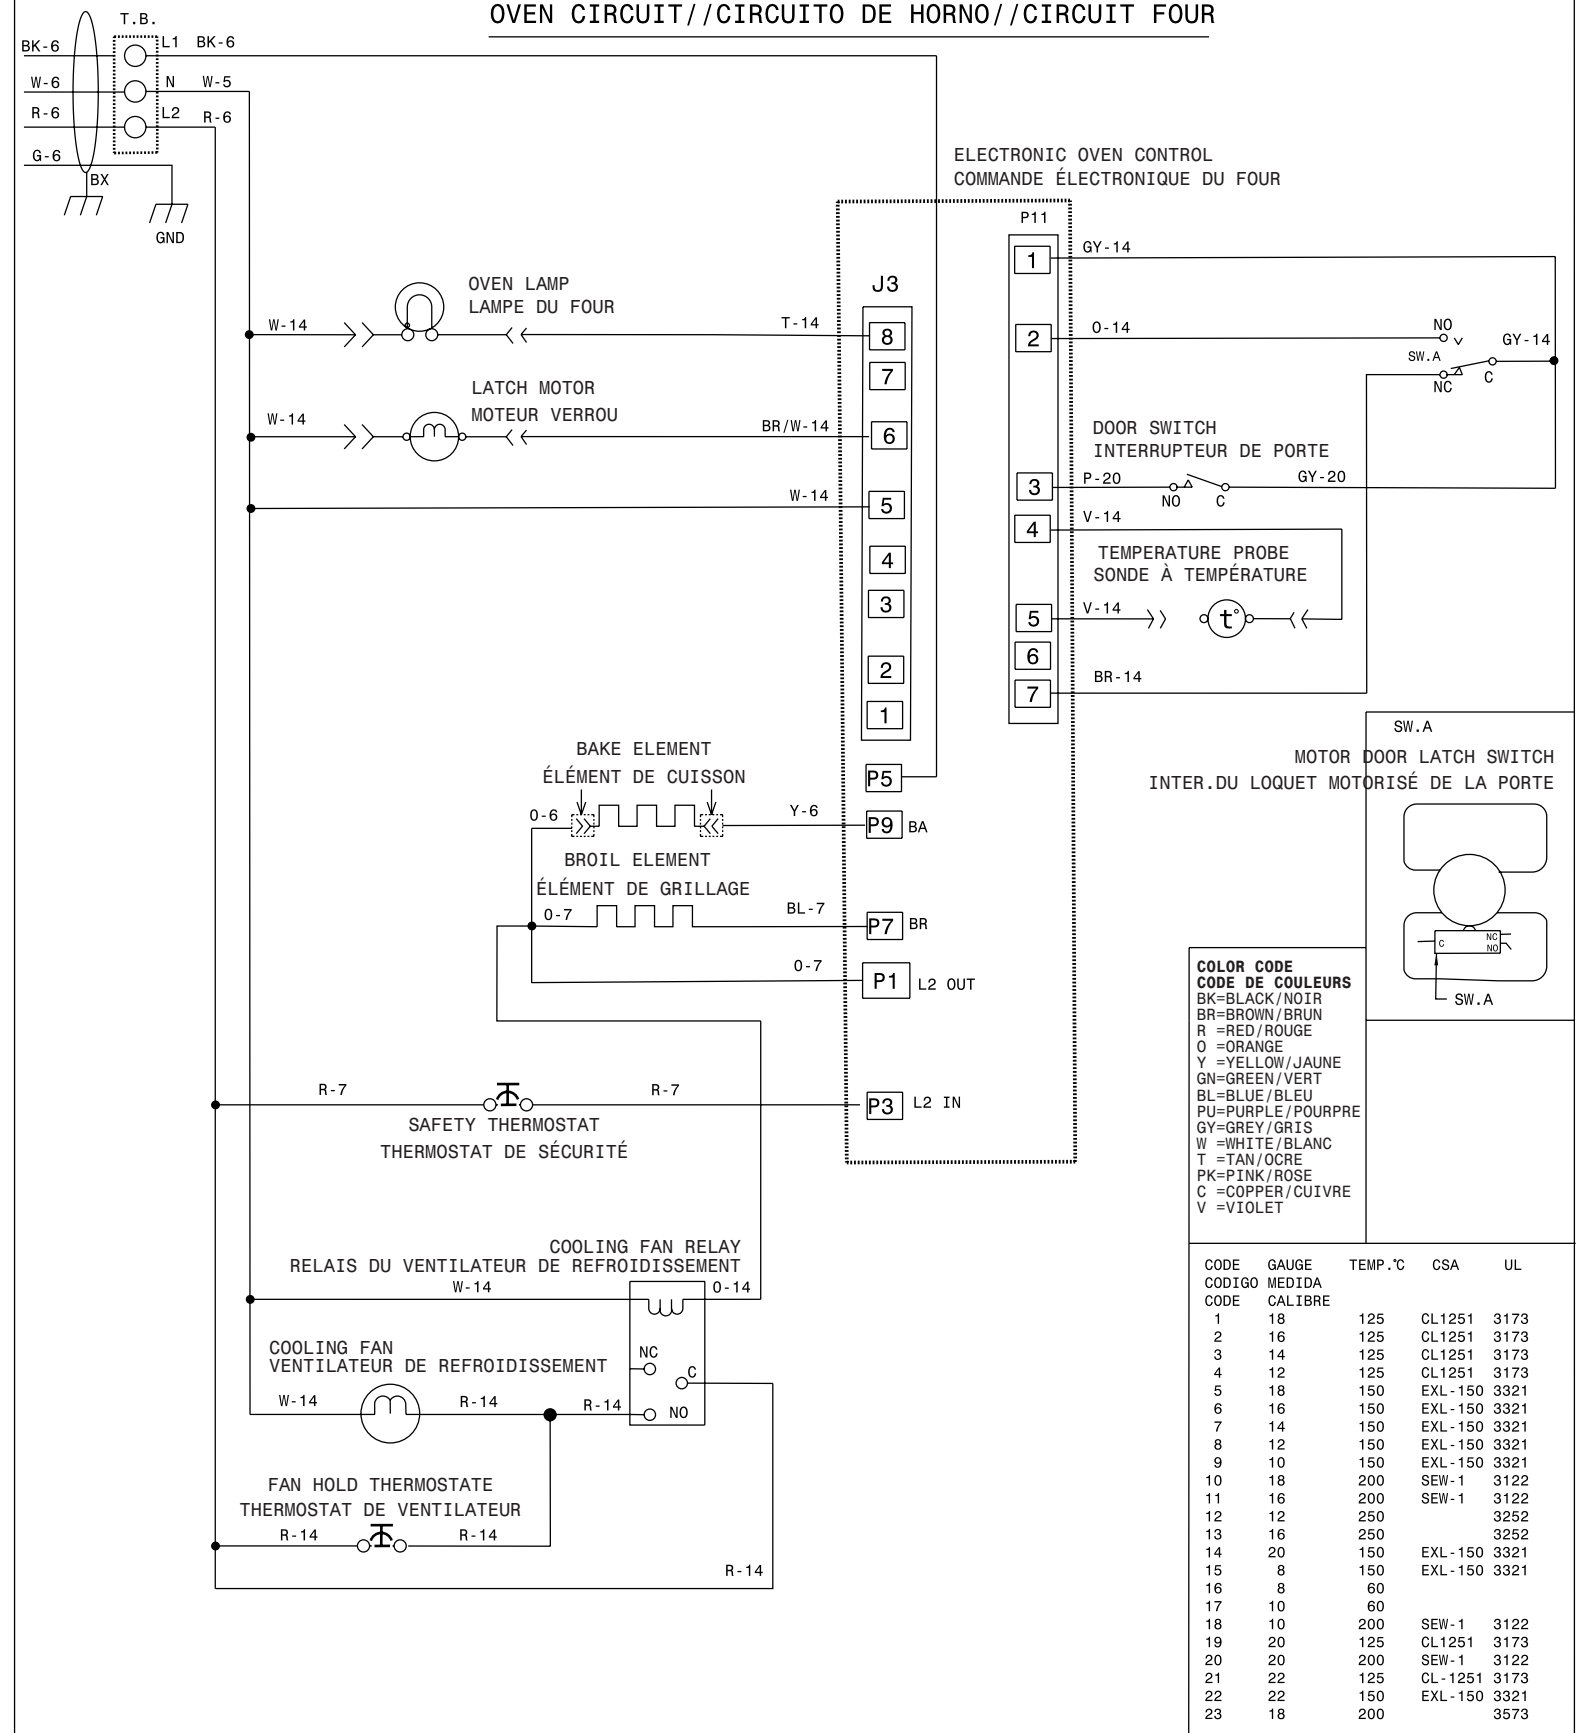 OVEN CIRCUIT//CIRCUITO DE HORNO//CIRCUIT FOUR
T.B.
BK-6
L1 BK-6
W-6
N W-5
R-6
L2 R-6
G-6
BX
GND
ELECTRONIC OVEN CONTROL
COMMANDE ÉLECTRONIQUE DU FOUR
P11
1 GY-14
J3
OVEN LAMP
LAMPE DU FOUR
W-14
T-14
8
2 O-14
NO
GY-14
SW.A
C
NC
7
LATCH MOTOR
MOTEUR VERROU
W-14
BR/W-14
6
DOOR SWITCH
INTERRUPTEUR DE PORTE
3 P-20
NO C
GY-20
W-14
5
4 V-14
TEMPERATURE PROBE
SONDE À TEMPÉRATURE
4
3
5 V-14
t°
6
2
7 BR-14
1
SW.A
MOTOR DOOR LATCH SWITCH
INTER.DU LOQUET MOTORISÉ DE LA PORTE
C NC
NO
SW.A
BAKE ELEMENT
ÉLÉMENT DE CUISSON
P5
O-6
Y-6
P9 BA
BROIL ELEMENT
ÉLÉMENT DE GRILLAGE
O-7
BL-7
P7 BR
O-7
P1 L2 OUT
R-7
R-7
P3 L2 IN
SAFETY THERMOSTAT
THERMOSTAT DE SÉCURITÉ
COOLING FAN RELAY
RELAIS DU VENTILATEUR DE REFROIDISSEMENT
W-14
O-14
COOLING FAN
VENTILATEUR DE REFROIDISSEMENT
NC
C
W-14
R-14
R-14
NO
FAN HOLD THERMOSTATE
THERMOSTAT DE VENTILATEUR
R-14
R-14
R-14
COLOR CODE
CODE DE COULEURS
BK=BLACK/NOIR
BR=BROWN/BRUN
R =RED/ROUGE
O =ORANGE
Y =YELLOW/JAUNE
GN=GREEN/VERT
BL=BLUE/BLEU
PU=PURPLE/POURPRE
GY=GREY/GRIS
W =WHITE/BLANC
T =TAN/OCRE
PK=PINK/ROSE
C =COPPER/CUIVRE
V =VIOLET
CODE GAUGE TEMP.°C CSA UL
CODIGO MEDIDA
CODE CALIBRE
1 18 125 CL1251 3173
2 16 125 CL1251 3173
3 14 125 CL1251 3173
4 12 125 CL1251 3173
5 18 150 EXL-150 3321
6 16 150 EXL-150 3321
7 14 150 EXL-150 3321
8 12 150 EXL-150 3321
9 10 150 EXL-150 3321
10 18 200 SEW-1 3122
11 16 200 SEW-1 3122
12 12 250 3252
13 16 250 3252
14 20 150 EXL-150 3321
15 8 150 EXL-150 3321
16 8 60
17 10 60
18 10 200 SEW-1 3122
19 20 125 CL1251 3173
20 20 200 SEW-1 3122
21 22 125 CL-1251 3173
22 22 150 EXL-150 3321
23 18 200 3573